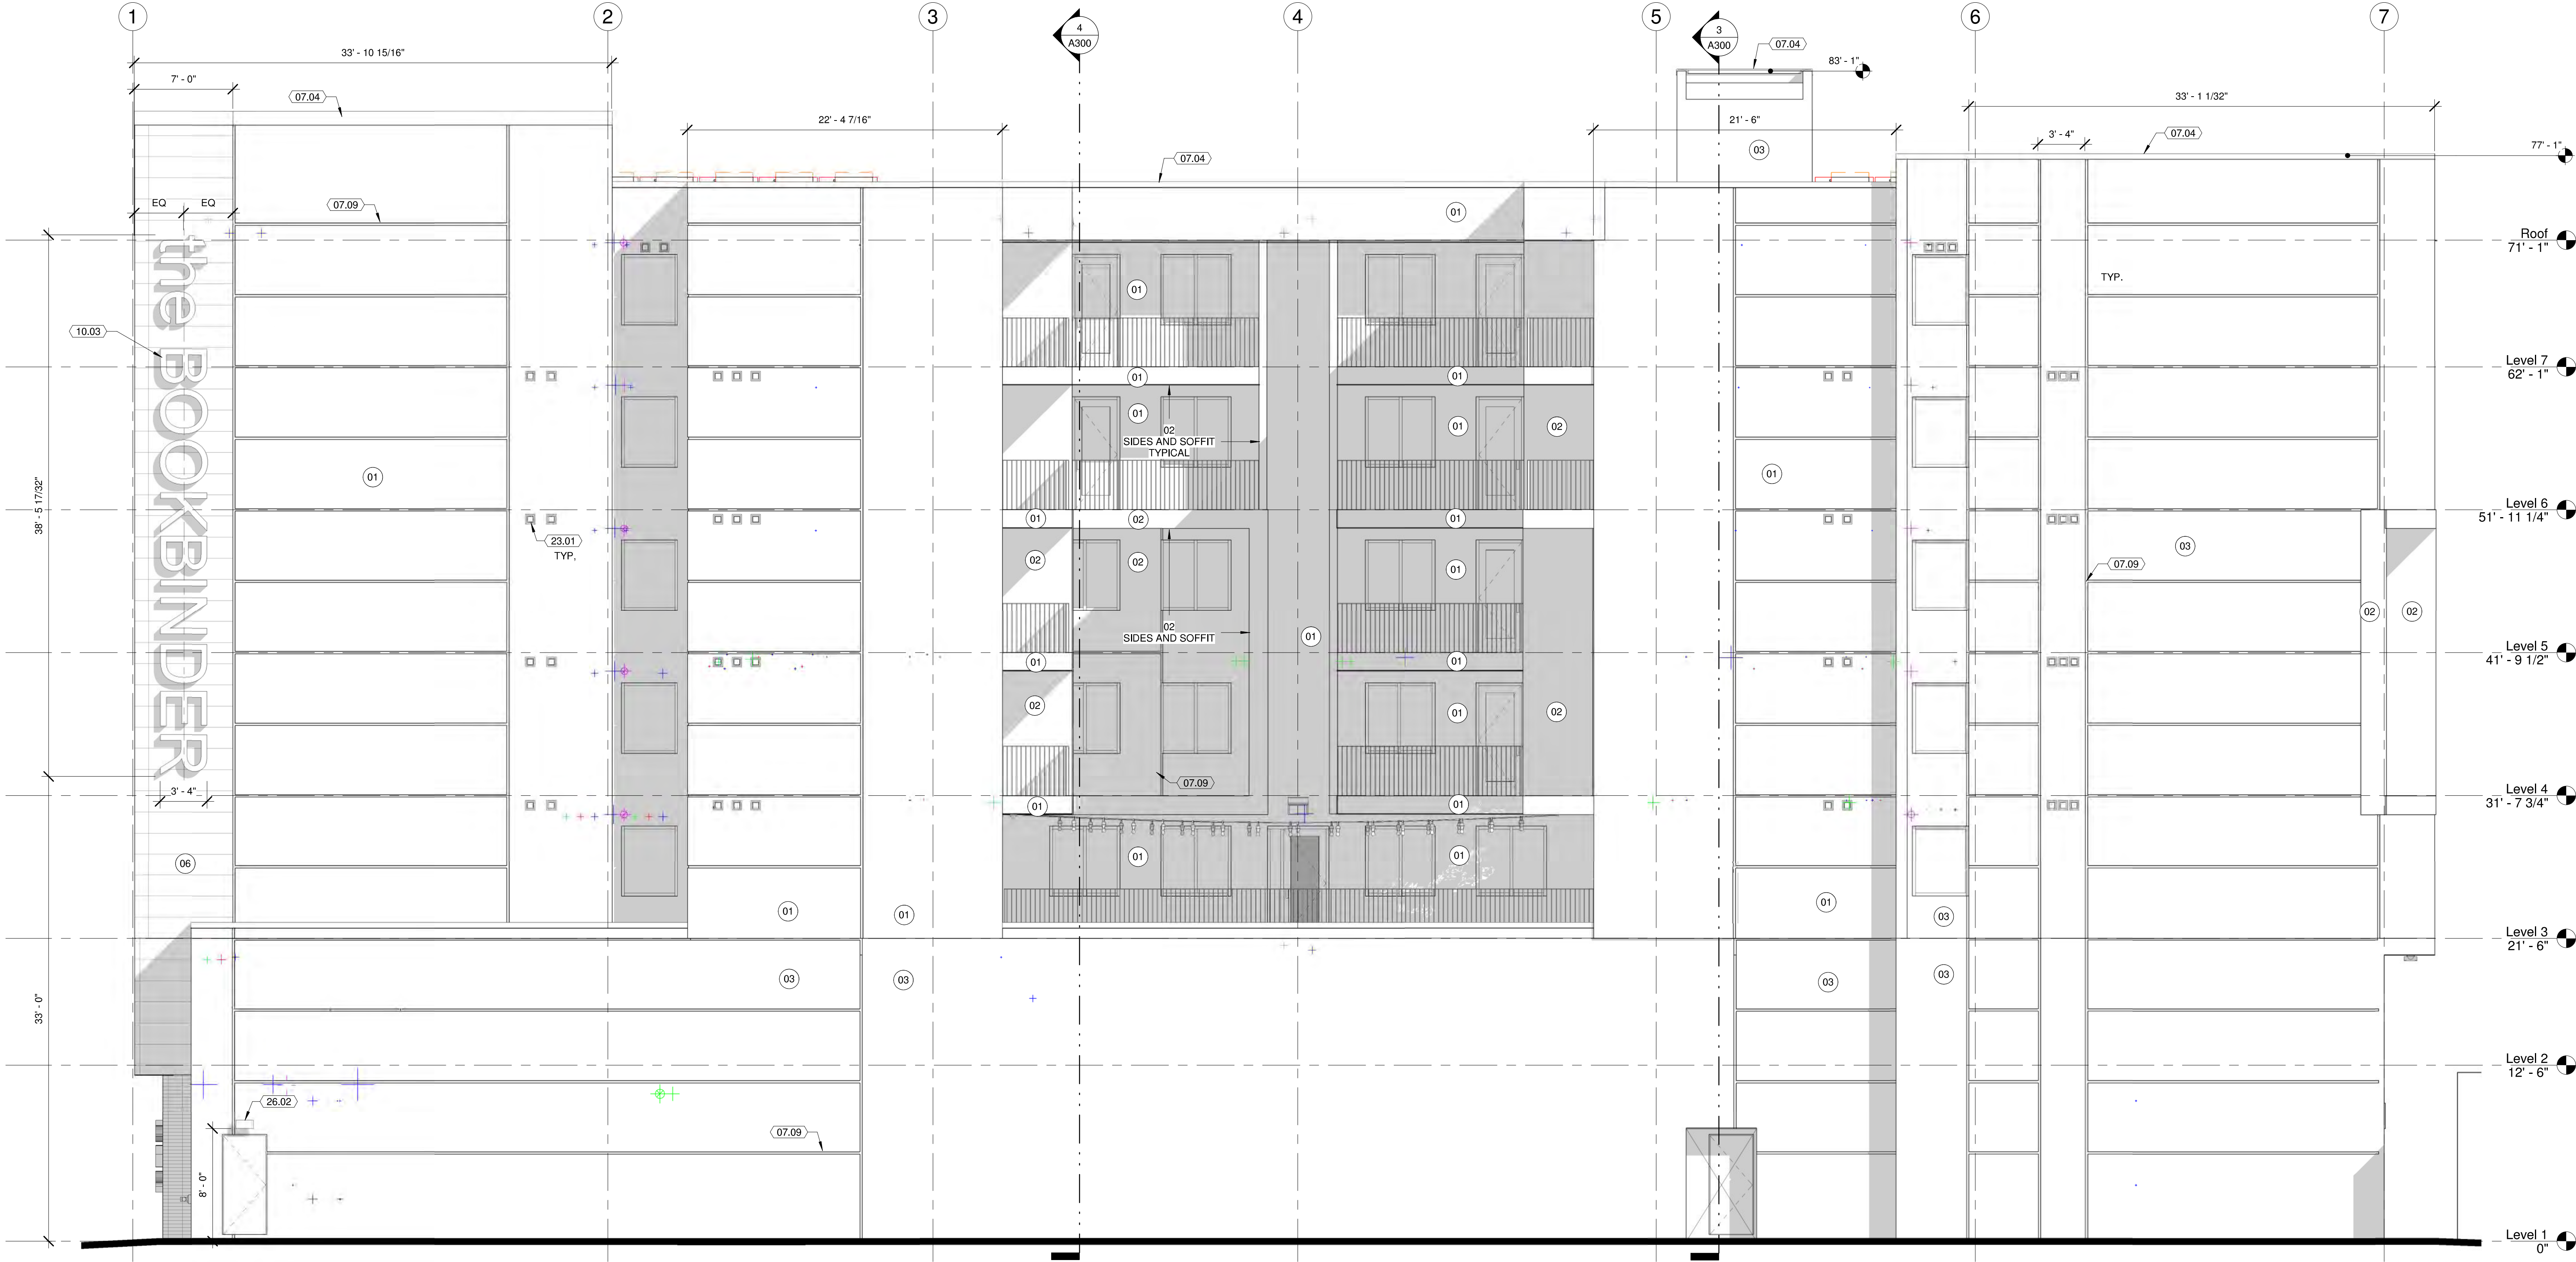 1
2
3
4
5
6
7
4
A300
3
A300
33' - 10 15/16"
7' - 0"
07.04
22' - 4 7/16"
07.04
83' - 1"
07.04
21' - 6"
03
33' - 1 1/32"
3' - 4"
07.04
77' - 1"
EQ
EQ
07.09
01
Roof
71' - 1"
TYP.
the BOOKBINDER
10.03
01
Level 7
62' - 1"
01
01
01
01
02
02
SIDES AND SOFFIT
TYPICAL
01
01
38' - 5 17/32"
Level 6
51' - 11 1/4"
01
02
01
23.01
TYP.
02
02
01
03
07.09
02
02
02
SIDES AND SOFFIT
01
01
01
Level 5
41' - 9 1/2"
02
01
02
07.09
3' - 4"
01
01
Level 4
31' - 7 3/4"
06
01
01
01
01
01
03
Level 3
21' - 6"
03
03
03
03
33' - 0"
Level 2
12' - 6"
26.02
07.09
8' - 0"
Level 1
0"